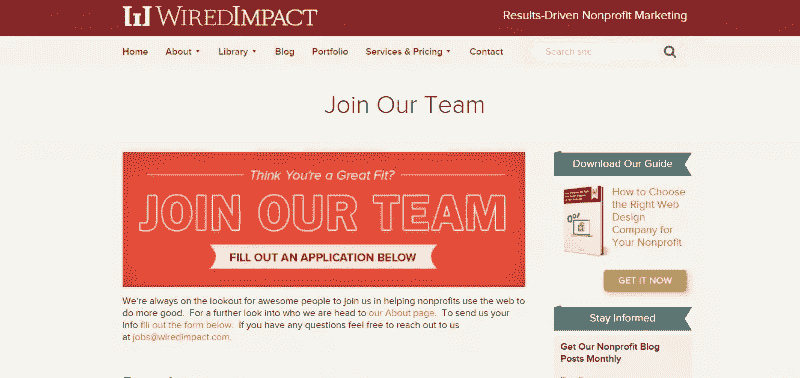 WIREDIMPACT
Results-Driven Nonprofit Marketing
Home About Library Blog Portfolio Services & Pricing Contact Search site
Join Our Team
Think You're a Great Fit?
JOIN OUR TEAM
FILL OUT AN APPLICATION BELOW
We're always on the lookout for awesome people to join us in helping nonprofits use the web to
do more good. For a further look into who we are head to our About page. To send us your
info fill out the form below. If you have any questions feel free to reach out to us
at jobs@wiredimpact.com.
Download Our Guide
How to Choose
the Right Web
Design
Company for
Your Nonprofit
GET IT NOW
Stay Informed
Get Our Nonprofit Blog
Posts Monthly